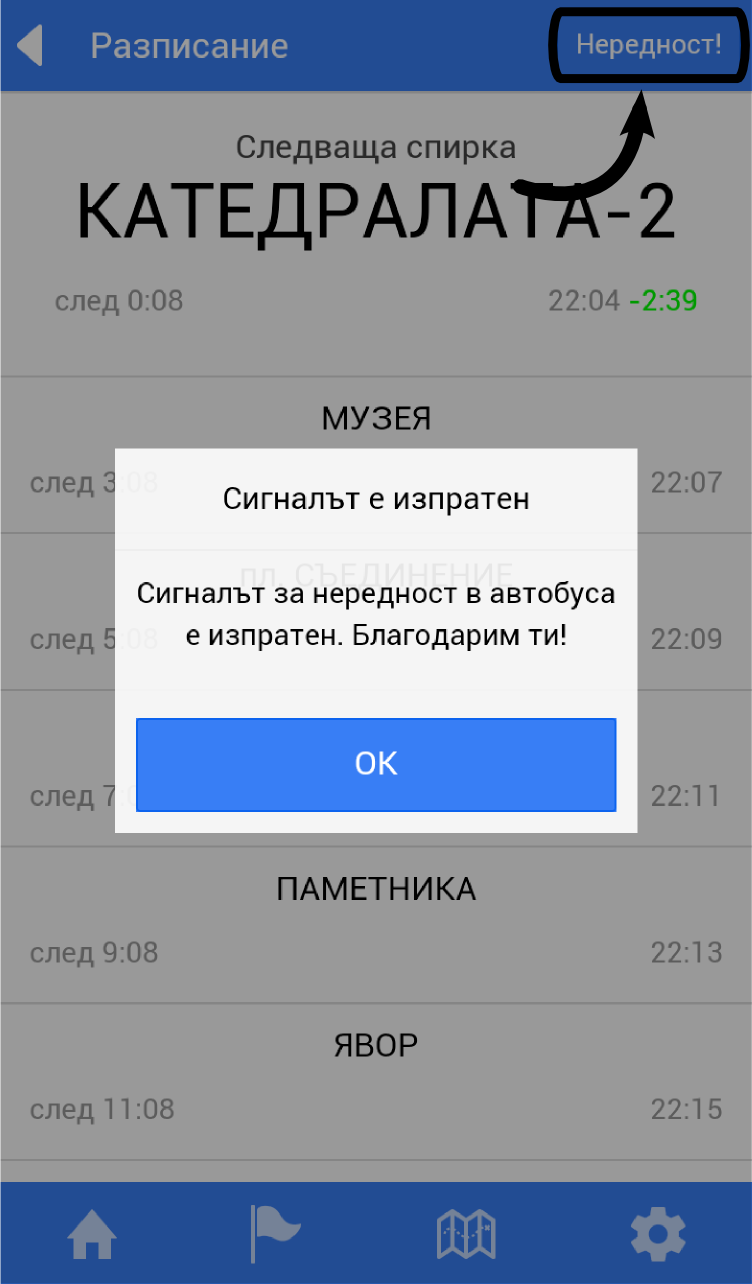 Разписание
Нередност!
Следваща спирка
КАТЕДРАЛАТА-2
след 0:08
22:04 -2:39
МУЗЕЯ
след 3:08
22:07
Сигналът е изпратен
пл. СЪЕДИНЕНИЕ
Сигналът за нередност в автобуса
е изпратен. Благодарим ти!
след 5:08
22:09
OK
след 7:0
22:11
ПАМЕТНИКА
след 9:08
22:13
ЯВОР
след 11:08
22:15